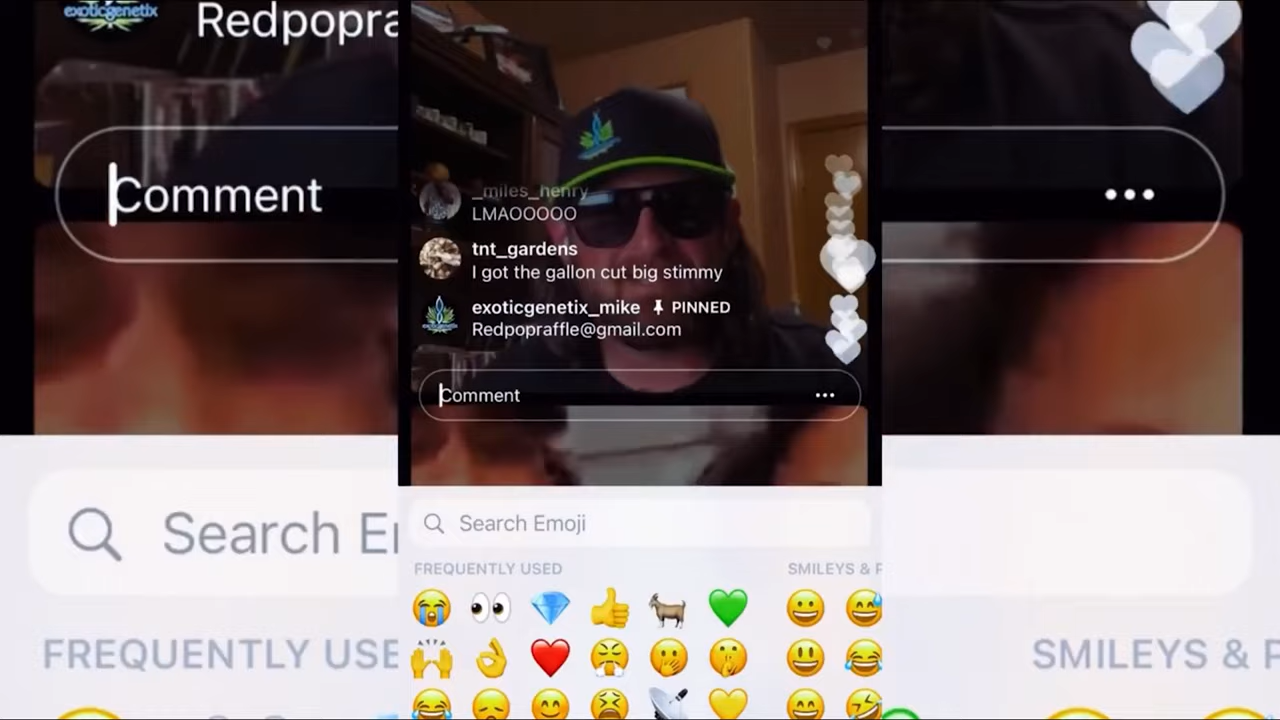 exoticgenetix
Redpopra
Comment
Search E
FREQUENTLY USE
_miles_henry
LMAOOOOO
tnt_gardens
I got the gallon cut big stimmy
exoticgenetix_mike PINNED
Redpopraffle@gmail.com
Comment
Search Emoji
FREQUENTLY USED
SMILEYS & P
SMILEYS & P